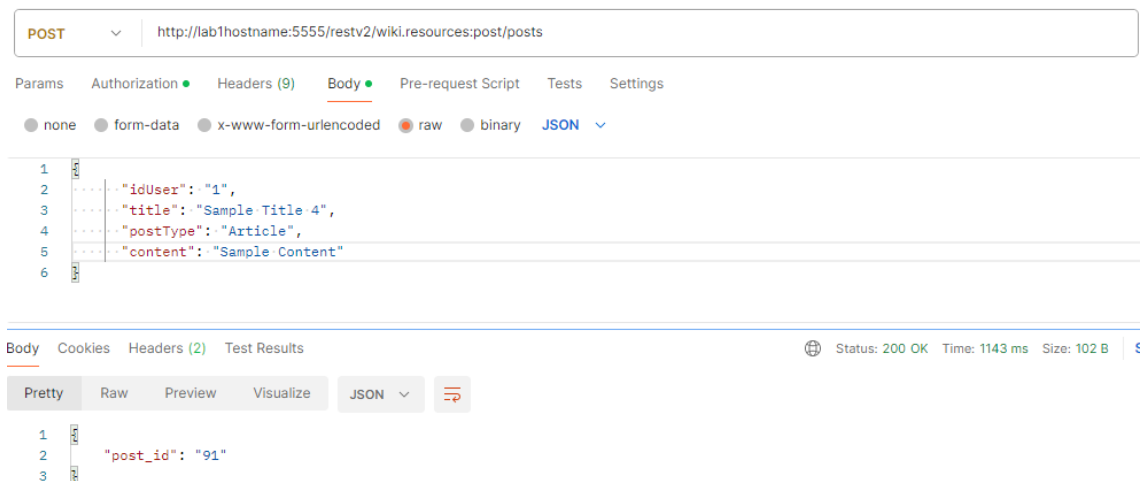 POST http://lab1hostname:5555/restv2/wiki.resources:post/posts
Params Authorization Headers (9) Body Pre-request Script Tests Settings
none form-data x-www-form-urlencoded raw binary JSON
1 {
2 "idUser": "1",
3 "title": "Sample Title 4",
4 "postType": "Article",
5 "content": "Sample Content"
6 }
Body Cookies Headers (2) Test Results Status: 200 OK Time: 1143 ms Size: 102 B S
Pretty Raw Preview Visualize JSON
1 {
2 "post_id": "91"
3 }